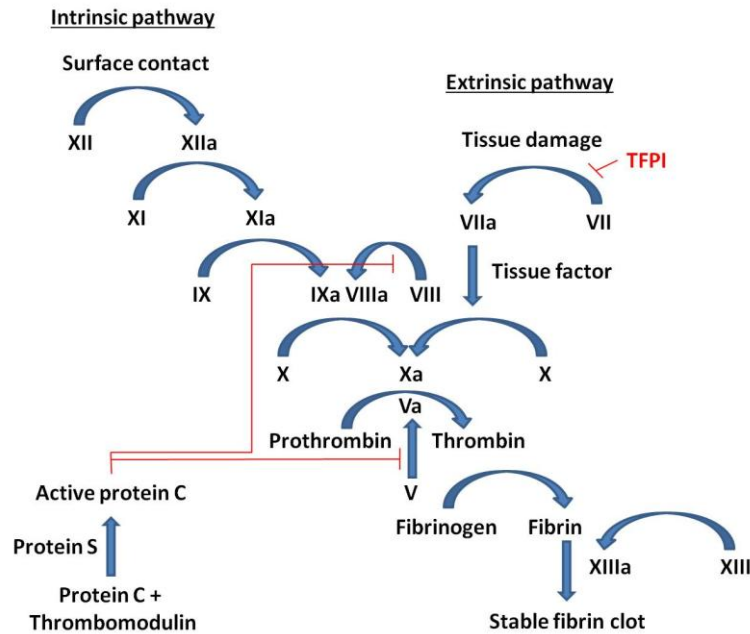 Intrinsic pathway
Surface contact
Extrinsic pathway
XII XIIa
Tissue damage
TFPI
XI XIa
VIIa VII
IX IXa VIIIa VIII
Tissue factor
X Xa X
Va
Prothrombin Thrombin
Active protein C
V
Fibrinogen Fibrin
Protein S
XIIIa XIII
Protein C +
Thrombomodulin
Stable fibrin clot